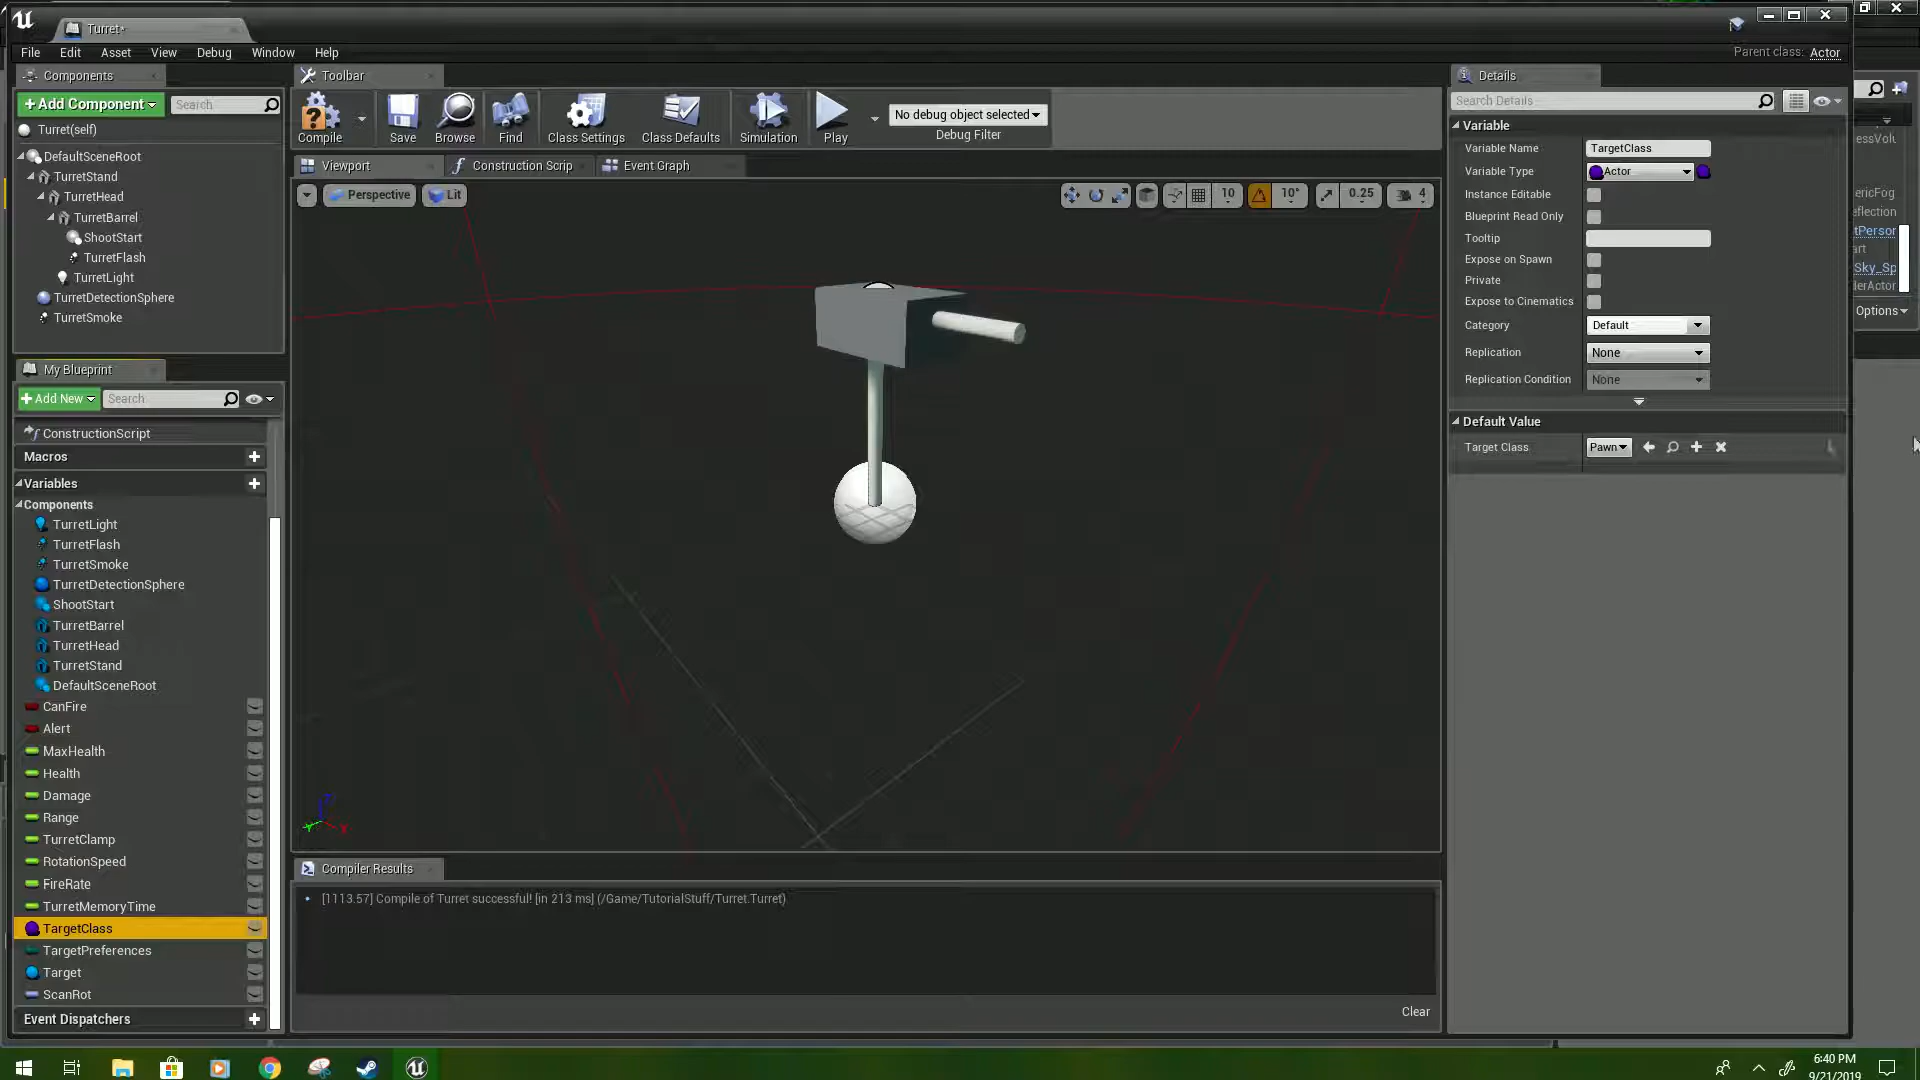 Turret*
File Edit Asset View Debug Window Help
Parent class: Actor
Components
+Add Component
Search
Turret(self)
DefaultSceneRoot
TurretStand
TurretHead
TurretBarrel
ShootStart
TurretFlash
TurretLight
TurretDetectionSphere
TurretSmoke
My Blueprint
+Add New
Search
ConstructionScript
Macros
Variables
Components
TurretLight
TurretFlash
TurretSmoke
TurretDetectionSphere
ShootStart
TurretBarrel
TurretHead
TurretStand
DefaultSceneRoot
CanFire
Alert
MaxHealth
Health
Damage
Range
TurretClamp
RotationSpeed
FireRate
TurretMemoryTime
TargetClass
TargetPreferences
Target
ScanRot
Event Dispatchers
Toolbar
Compile Save Browse Find Class Settings Class Defaults Simulation Play
No debug object selected
Debug Filter
Viewport Construction Scrip Event Graph
Perspective Lit
10 10° 0.25 4
Z Y X
Compiler Results
[1113.57] Compile of Turret successful! [in 213 ms] (/Game/TutorialStuff/Turret.Turret)
Clear
Details
Search Details
Variable
Variable Name TargetClass
Variable Type Actor
Instance Editable
Blueprint Read Only
Tooltip
Expose on Spawn
Private
Expose to Cinematics
Category Default
Replication None
Replication Condition None
Default Value
Target Class Pawn
essVolu
ericFog
eflection
tPerson
art
Sky_Sp
derActor
Options
6:40 PM
9/21/2019